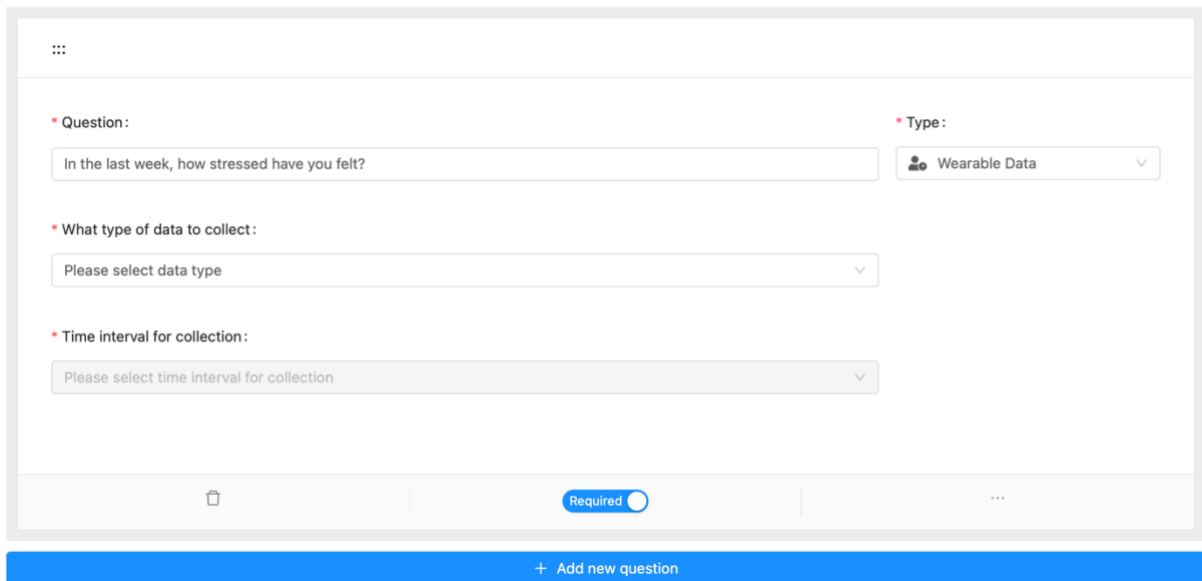 * Question:
* Type:
In the last week, how stressed have you felt?
Wearable Data
* What type of data to collect:
Please select data type
* Time interval for collection:
Please select time interval for collection
Required
+ Add new question